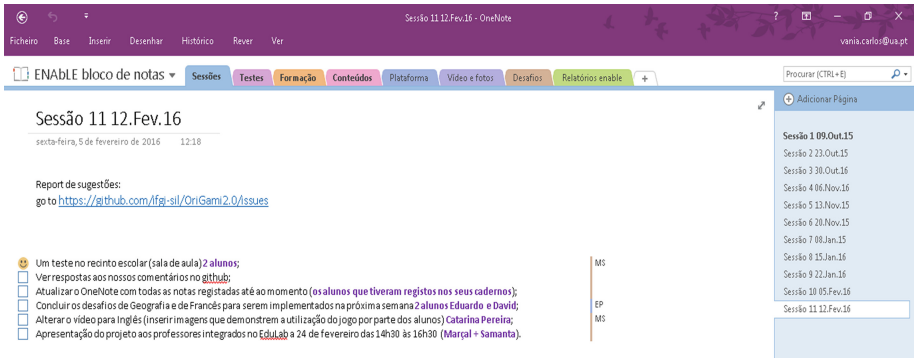 Sessão 11 12.Fev.16 - OneNote
?
Ficheiro Base Inserir Desenhar Histórico Rever Ver
vania.carlos@ua.pt
ENAbLE bloco de notas
Sessões Testes Formação Conteúdos Plataforma Vídeo e fotos Desafios Relatórios enable +
Procurar (CTRL+E)
Adicionar Página
Sessão 11 12.Fev.16
sexta-feira, 5 de fevereiro de 2016 12:18
Report de sugestões:
go to https://github.com/lfgi-sil/OriGami2.0/issues
Um teste no recinto escolar (sala de aula) 2 alunos; MS
Ver respostas aos nossos comentários no github;
Atualizar o OneNote com todas as notas registadas até ao momento (os alunos que tiveram registos nos seus cadernos);
Concluir os desafios de Geografia e de Francês para serem implementados na próxima semana 2 alunos Eduardo e David; EP
Alterar o vídeo para Inglês (inserir imagens que demonstrem a utilização do jogo por parte dos alunos) Catarina Pereira; MS
Apresentação do projeto aos professores integrados no EduLab a 24 de fevereiro das 14h30 às 16h30 (Marçal + Samanta).
Sessão 1 09.Out.15
Sessão 2 23.Out.15
Sessão 3 30.Out.16
Sessão 4 06.Nov.16
Sessão 5 13.Nov.15
Sessão 6 20.Nov.15
Sessão 7 08.Jan.15
Sessão 8 15.Jan.16
Sessão 9 22.Jan.16
Sessão 10 05.Fev.16
Sessão 11 12.Fev.16